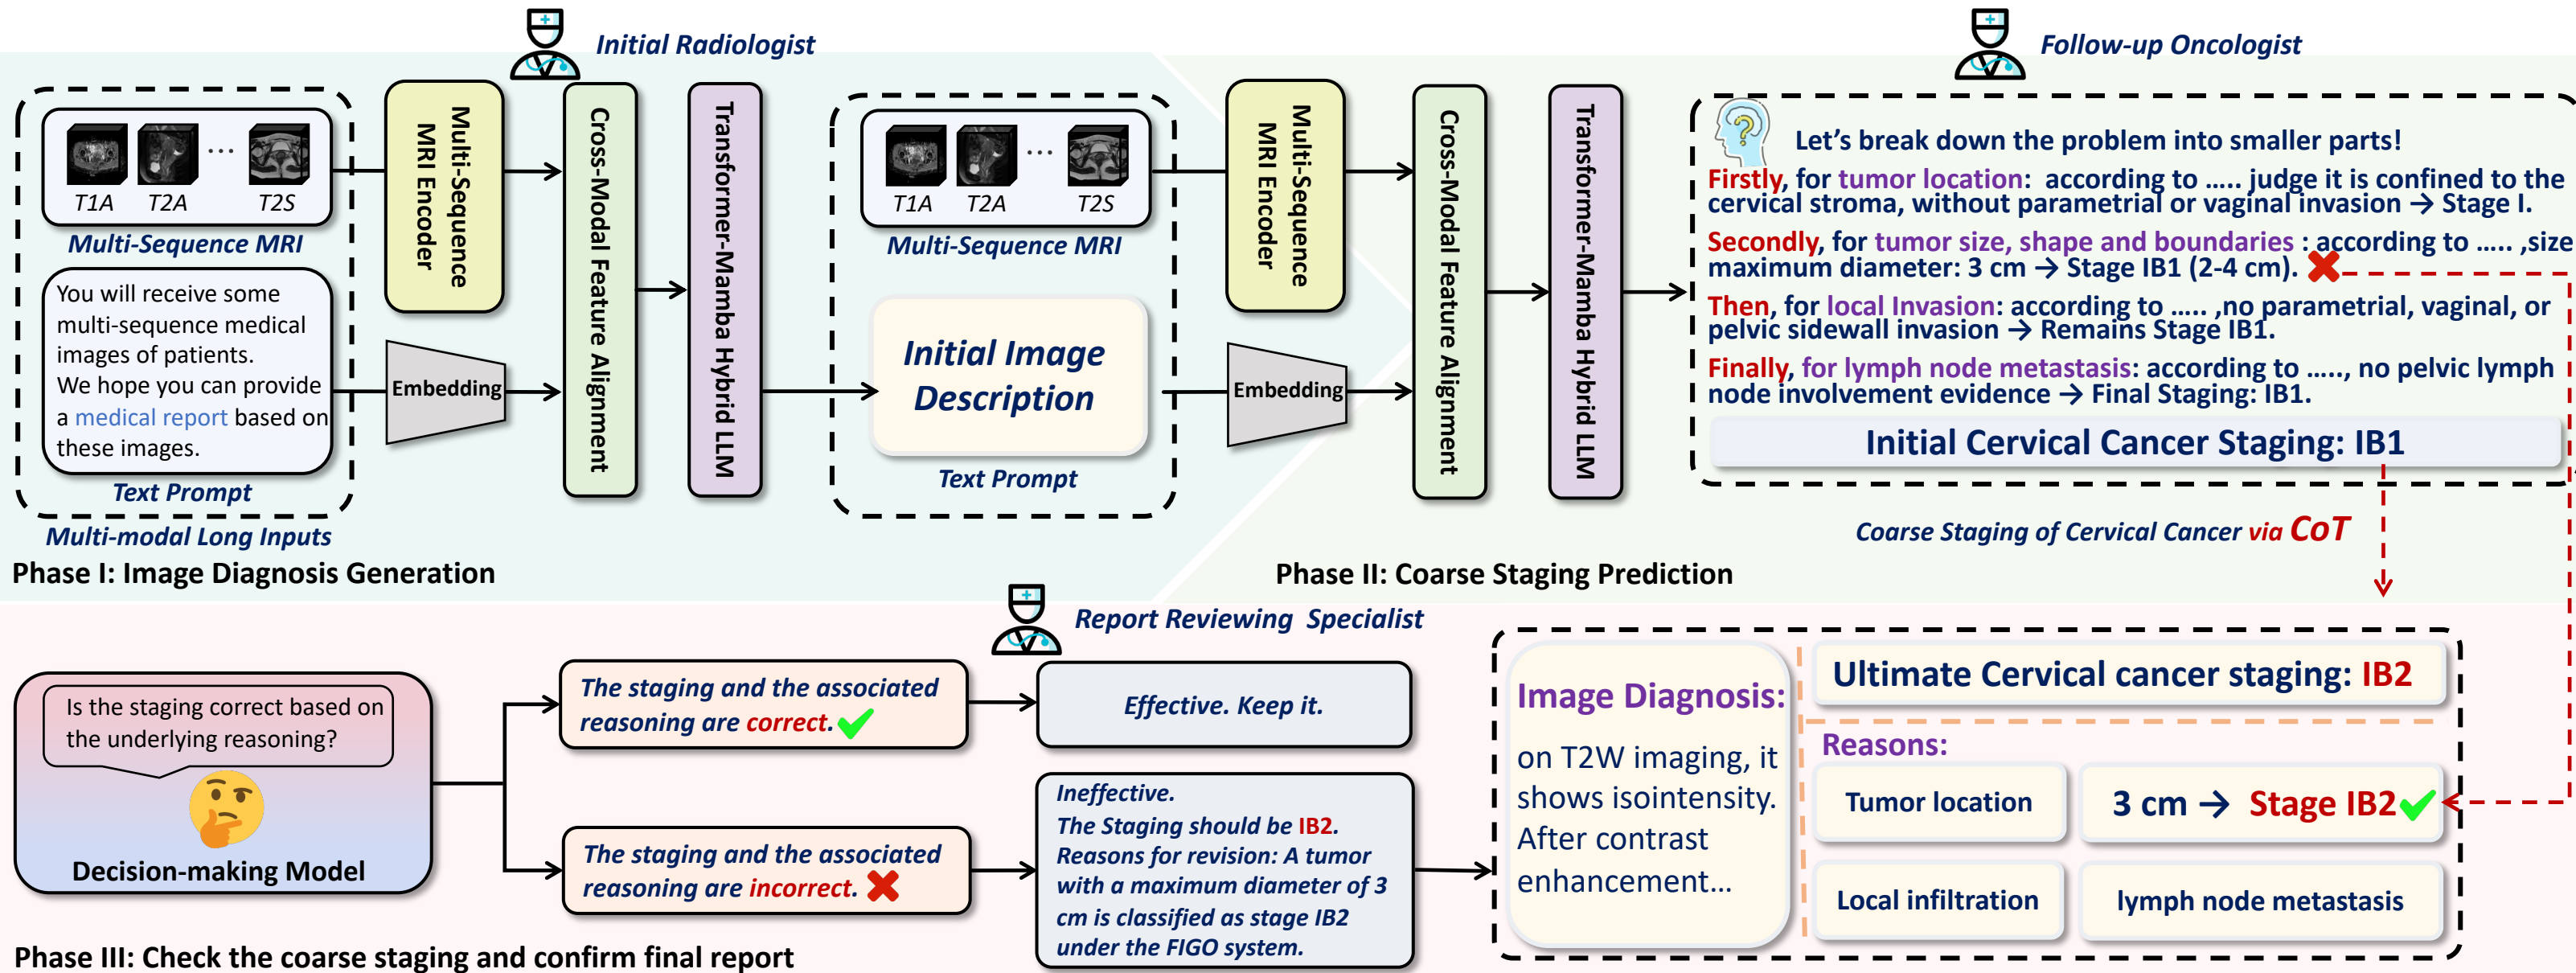 Initial Radiologist
Multi-Sequence
MRI Encoder
Embedding
Cross-Modal Feature Alignment
Transformer-Mamba Hybrid LLM
T1A
T2A
...
T2S
Multi-Sequence MRI
You will receive some
multi-sequence medical
images of patients.
We hope you can provide
a medical report based on
these images.
Text Prompt
Multi-modal Long Inputs
Phase I: Image Diagnosis Generation
T1A
T2A
...
T2S
Multi-Sequence MRI
Initial Image
Description
Text Prompt
Multi-Sequence
MRI Encoder
Embedding
Cross-Modal Feature Alignment
Transformer-Mamba Hybrid LLM
Follow-up Oncologist
?
Let's break down the problem into smaller parts!
Firstly, for tumor location: according to ..... judge it is confined to the
cervical stroma, without parametrial or vaginal invasion → Stage I.
Secondly, for tumor size, shape and boundaries : according to ..... ,size
maximum diameter: 3 cm → Stage IB1 (2-4 cm).
Then, for local Invasion: according to ..... ,no parametrial, vaginal, or
pelvic sidewall invasion → Remains Stage IB1.
Finally, for lymph node metastasis: according to ....., no pelvic lymph
node involvement evidence → Final Staging: IB1.
Initial Cervical Cancer Staging: IB1
Coarse Staging of Cervical Cancer via CoT
Phase II: Coarse Staging Prediction
Report Reviewing Specialist
Is the staging correct based on
the underlying reasoning?
Decision-making Model
The staging and the associated
reasoning are correct.
Effective. Keep it.
The staging and the associated
reasoning are incorrect.
Ineffective.
The Staging should be IB2.
Reasons for revision: A tumor
with a maximum diameter of 3
cm is classified as stage IB2
under the FIGO system.
Image Diagnosis:
on T2W imaging, it
shows isointensity.
After contrast
enhancement...
Ultimate Cervical cancer staging: IB2
Reasons:
Tumor location
3 cm → Stage IB2
Local infiltration
lymph node metastasis
Phase III: Check the coarse staging and confirm final report